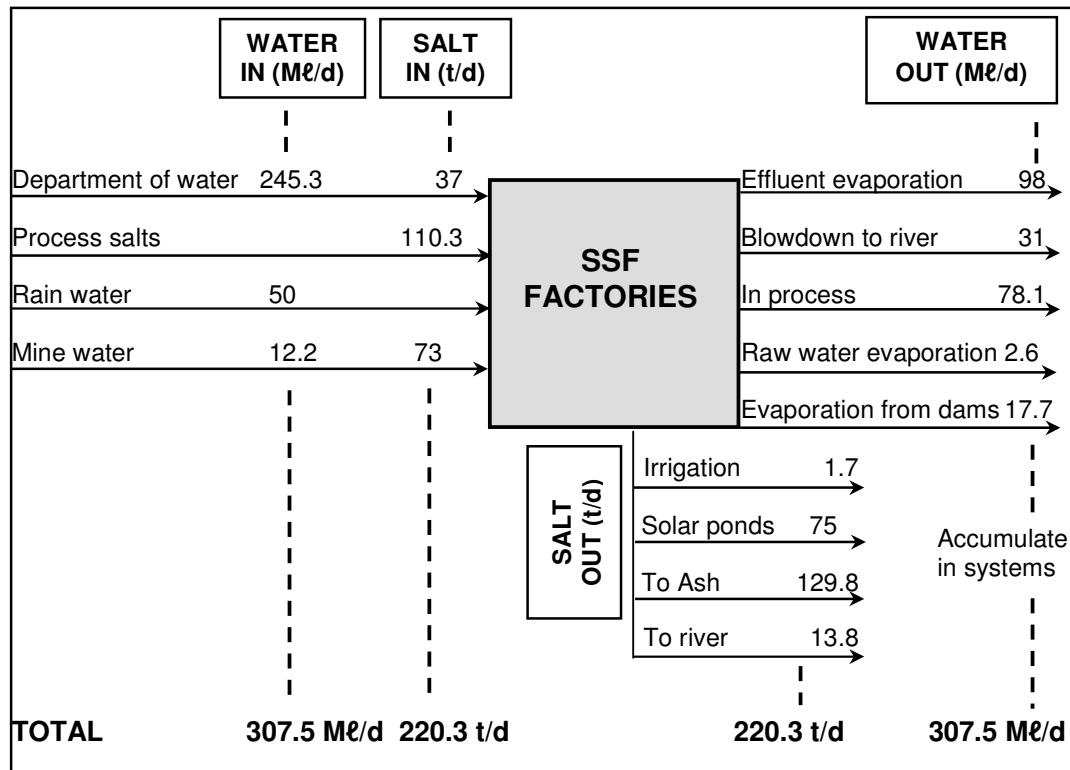 WATER
IN (Mℓ/d)
SALT
IN (t/d)
WATER
OUT (Mℓ/d)
Department of water 245.3 37
Process salts 110.3
Rain water 50
Mine water 12.2 73
SSF
FACTORIES
Effluent evaporation 98
Blowdown to river 31
In process 78.1
Raw water evaporation 2.6
Evaporation from dams 17.7
SALT
OUT (t/d)
Irrigation 1.7
Solar ponds 75
To Ash 129.8
To river 13.8
Accumulate
in systems
TOTAL 307.5 Mℓ/d 220.3 t/d 220.3 t/d 307.5 Mℓ/d